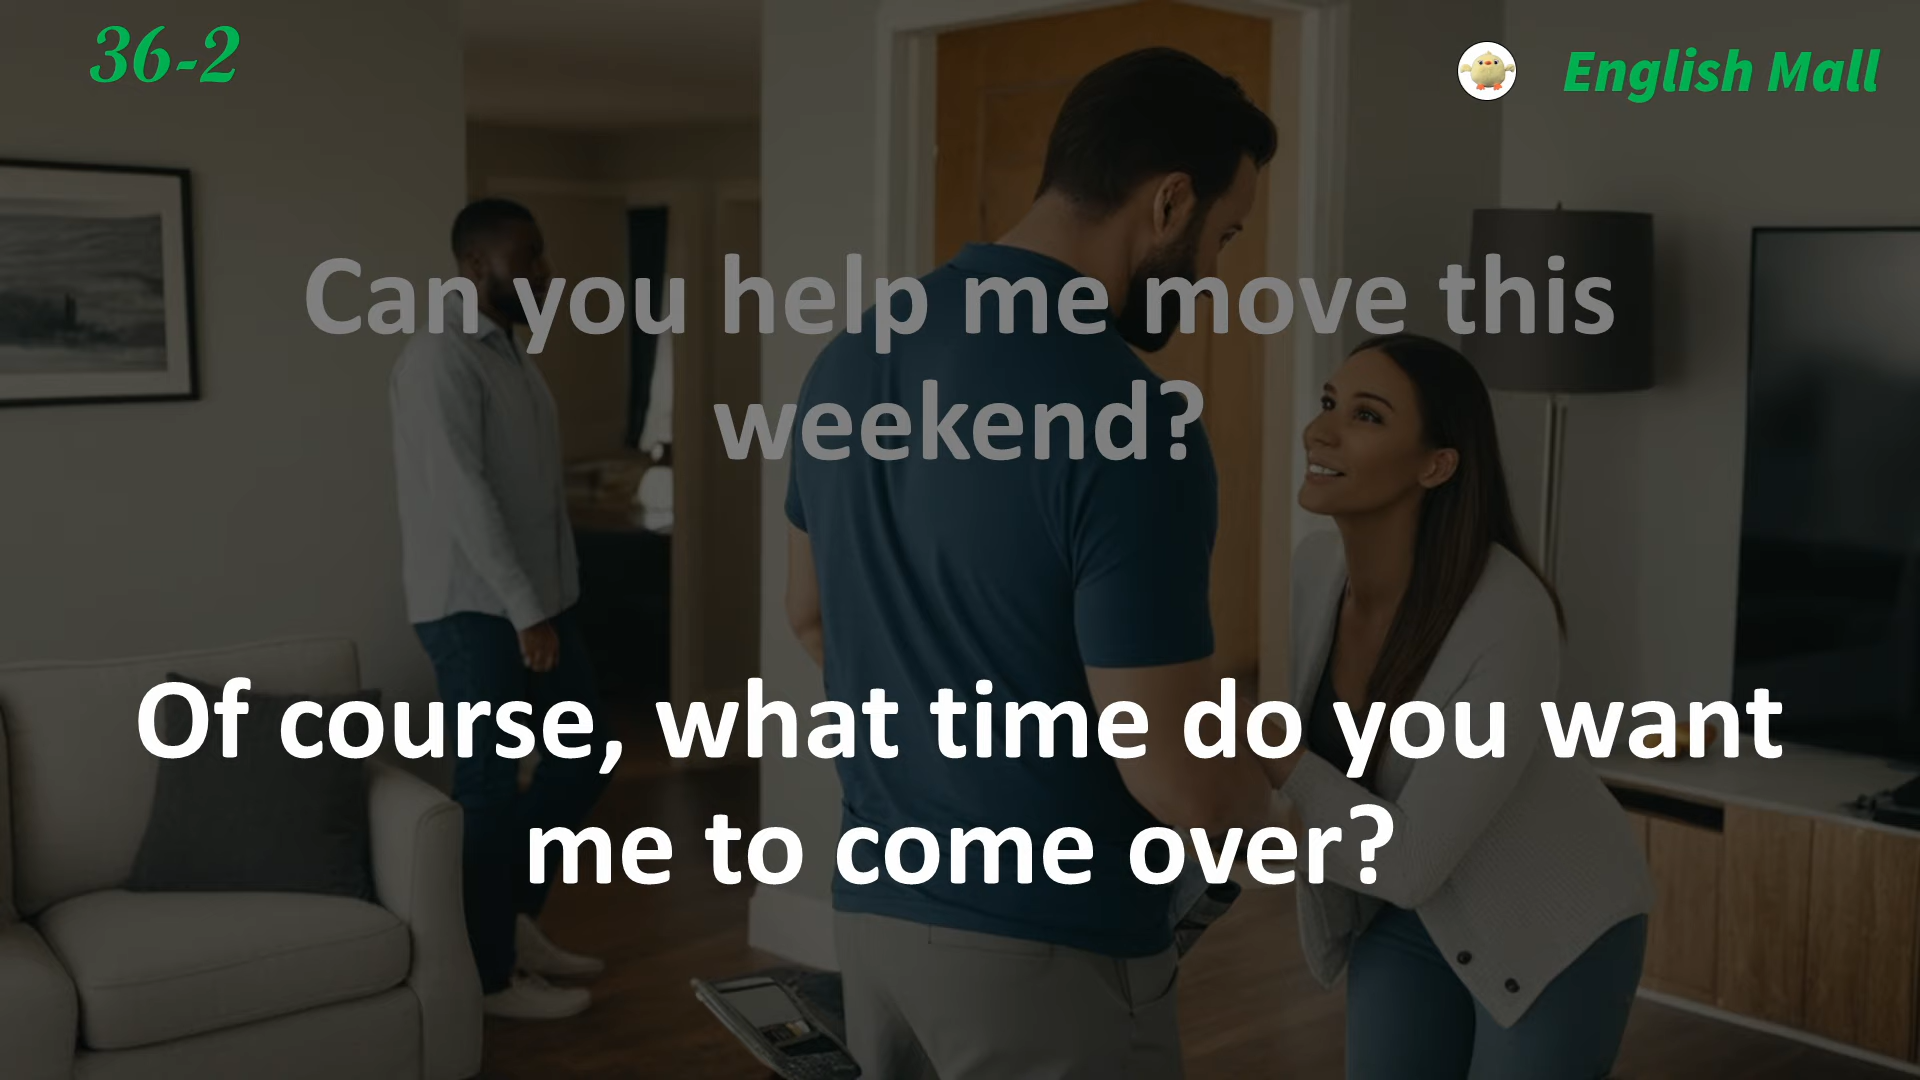 36-2
English Mall
Can you help me move this
weekend?
Of course, what time do you want
me to come over?